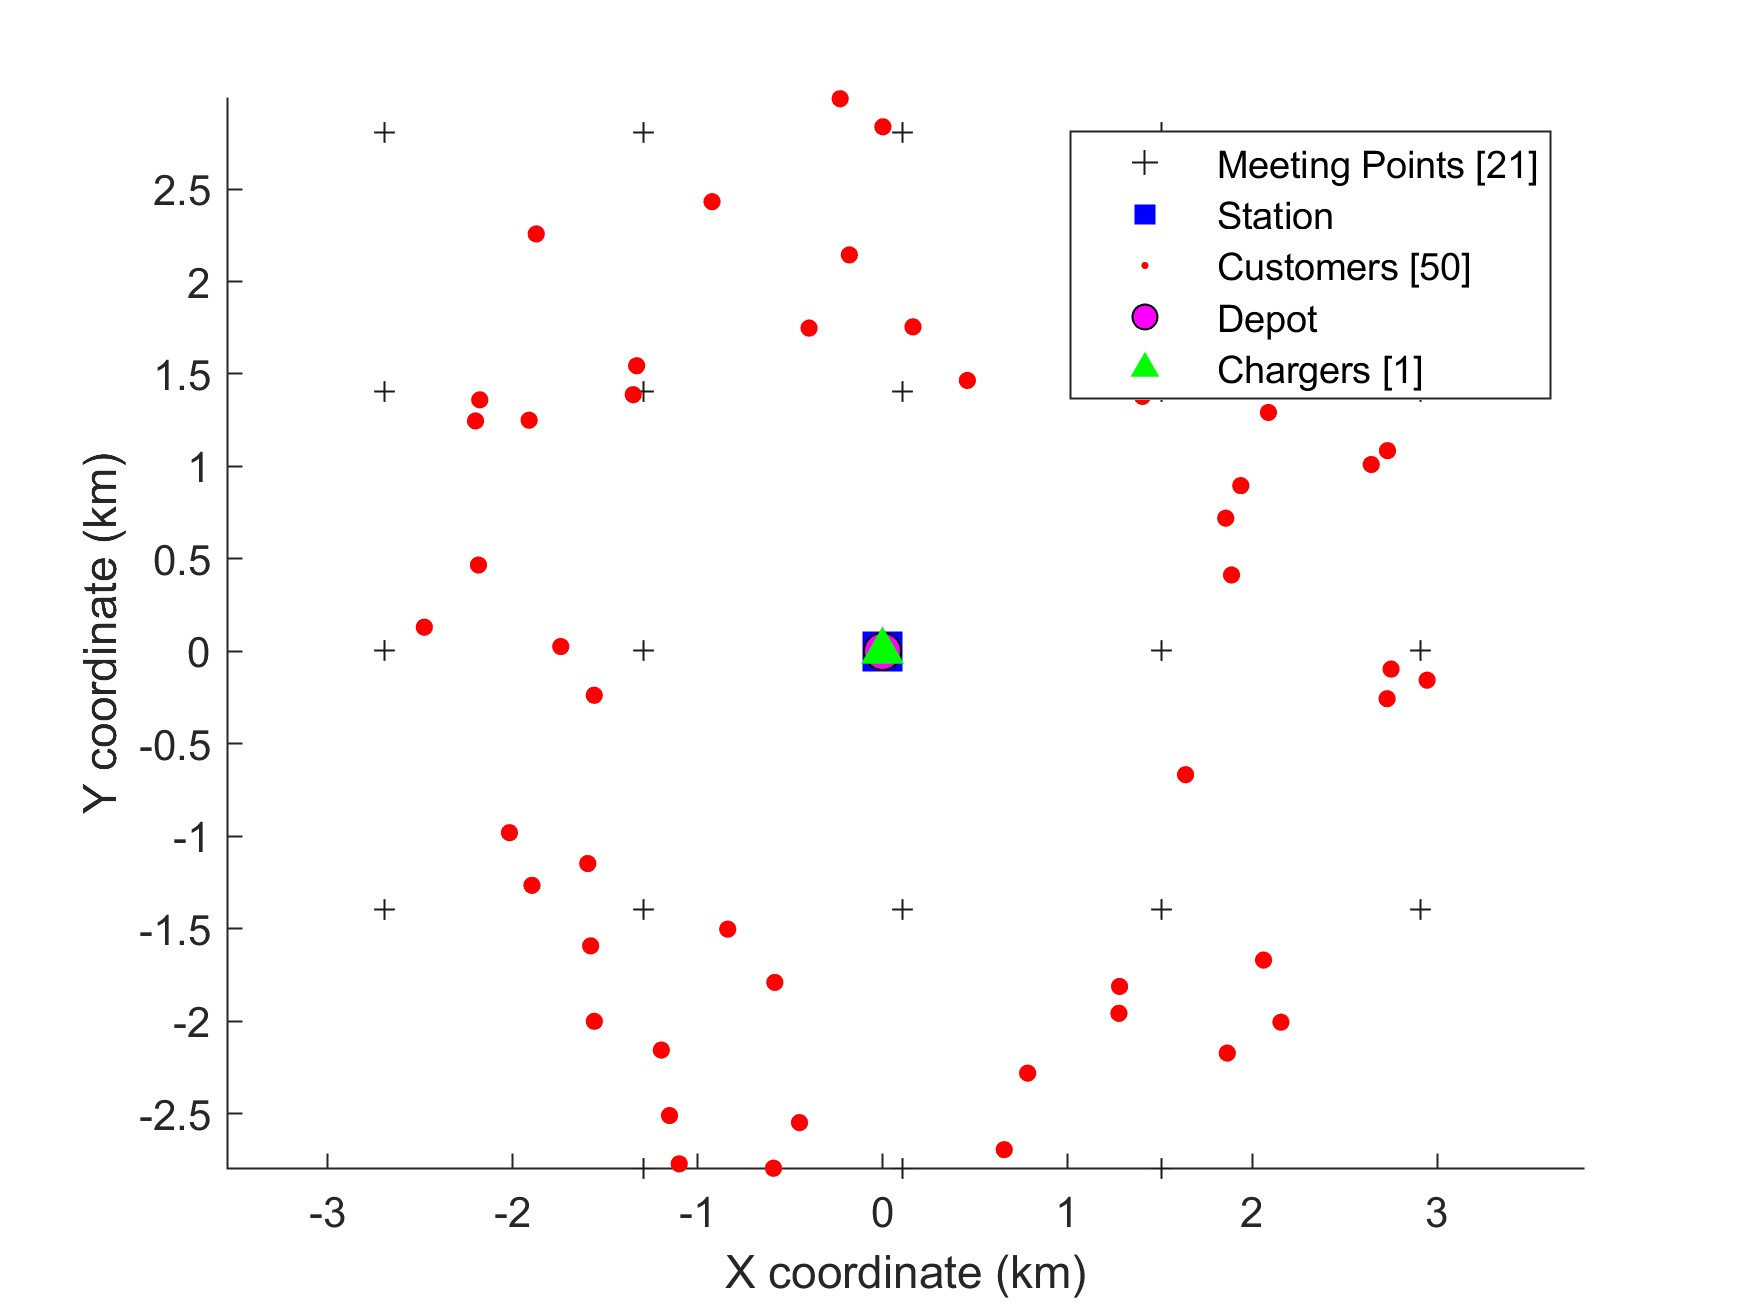 Meeting Points [21]
Station
Customers [50]
Depot
Chargers [1]
2.5
2
1.5
1
0.5
0
-0.5
-1
-1.5
-2
-2.5
Y coordinate (km)
-3 -2 -1 0 1 2 3
X coordinate (km)